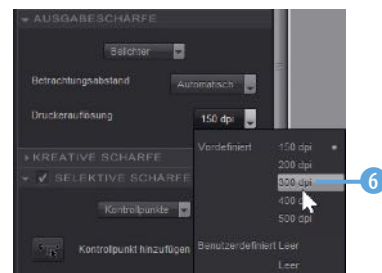 AUSGABESCHÄRFE
Belichter
Betrachtungsabstand Automatisch
Druckerauflösung 150 dpi
Vordefiniert 150 dpi
200 dpi
KREATIVE SCHÄRFE
SELEKTIVE SCHÄRFE 300 dpi 6
Kontrollpunkte 400 dpi
500 dpi
Kontrollpunkt hinzufügen
Benutzerdefiniert Leer
Leer